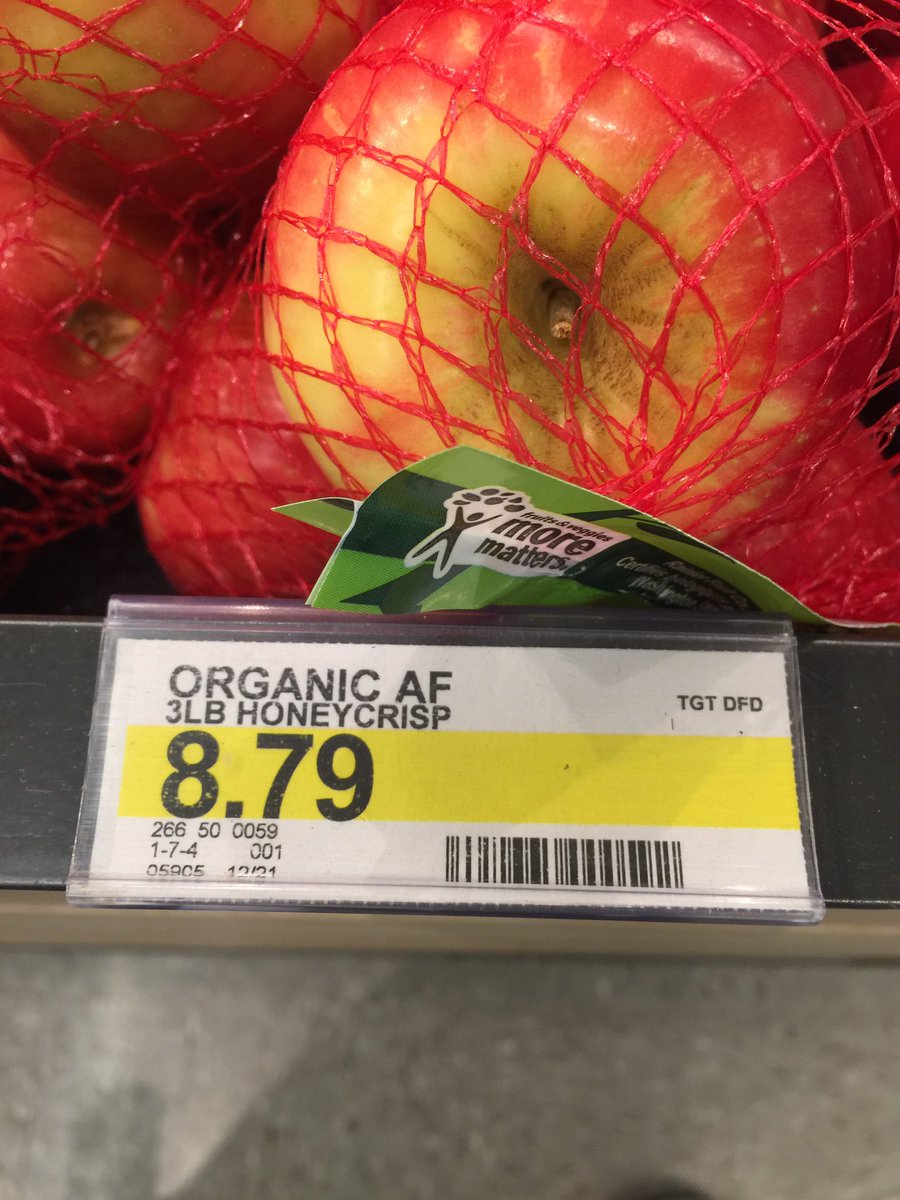 fruits & veggies
more
matters.
ORGANIC AF
3LB HONEYCRISP
TGT DFD
8.79
266 50 0059
1-7-4 001
05905 12/21